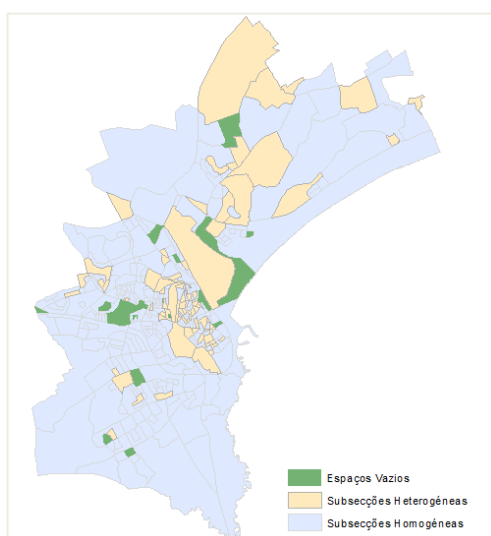 Espaços Vazios
Subsecções Heterogéneas
Subsecções Homogéneas